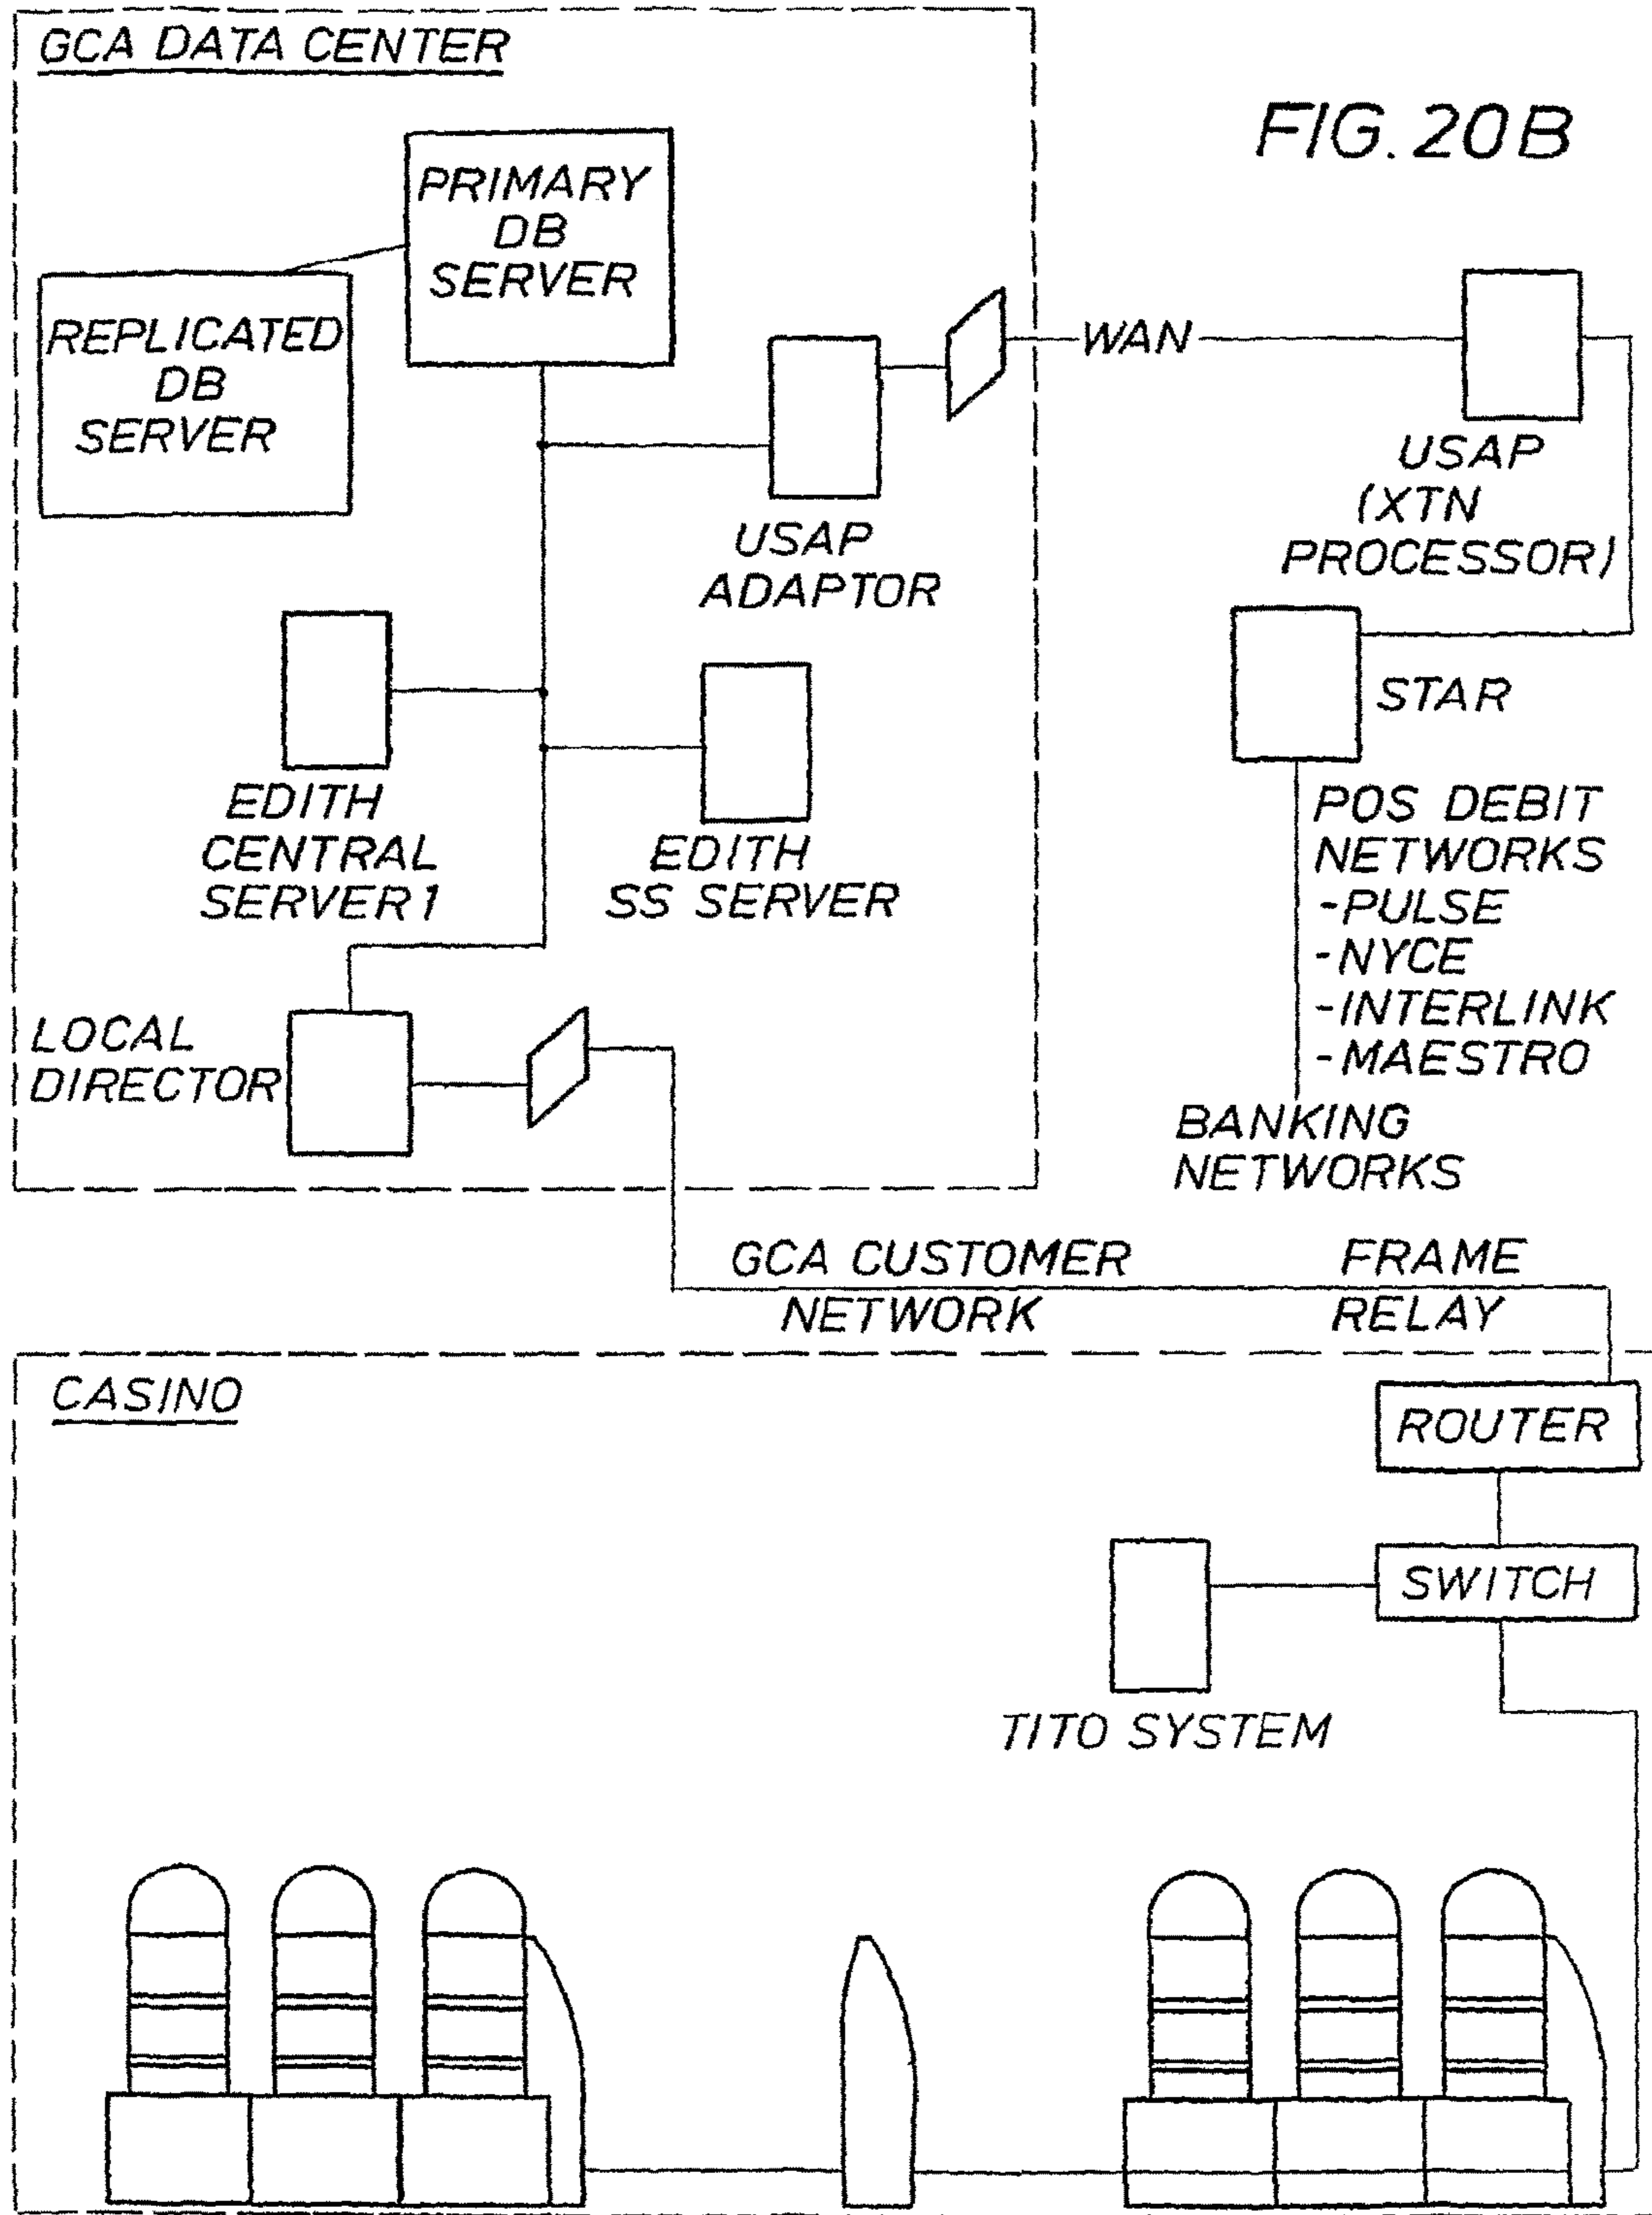 GCA DATA CENTER
FIG. 20B
PRIMARY
DB
SERVER
REPLICATED
DB
SERVER
WAN
USAP
ADAPTOR
USAP
(XTN
PROCESSOR)
STAR
EDITH
CENTRAL
SERVER 1
EDITH
SS SERVER
POS DEBIT
NETWORKS
-PULSE
-NYCE
-INTERLINK
-MAESTRO
BANKING
NETWORKS
LOCAL
DIRECTOR
GCA CUSTOMER
NETWORK
FRAME
RELAY
CASINO
ROUTER
SWITCH
TITO SYSTEM